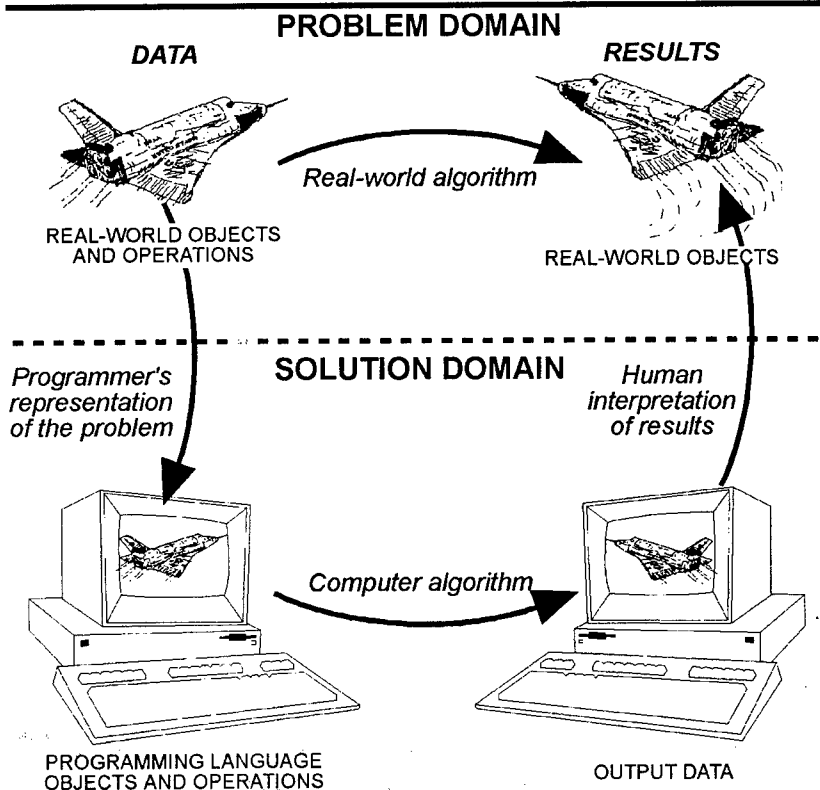 PROBLEM DOMAIN
DATA
RESULTS
Real-world algorithm
REAL-WORLD OBJECTS
AND OPERATIONS
REAL-WORLD OBJECTS
SOLUTION DOMAIN
Programmer's
representation
of the problem
Human
interpretation
of results
Computer algorithm
PROGRAMMING LANGUAGE
OBJECTS AND OPERATIONS
OUTPUT DATA